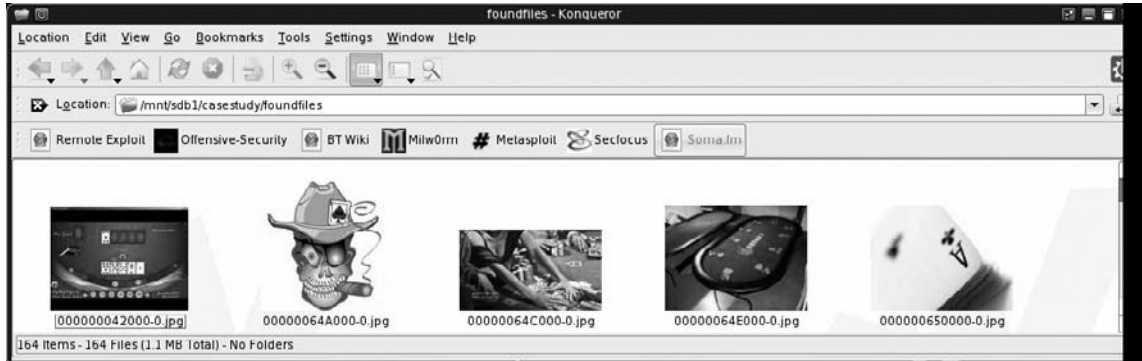 foundfiles - Konqueror
Location Edit View Go Bookmarks Tools Settings Window Help
Location: /mnt/sdb1/casestudy/foundfiles
Remote Exploit Offensive-Security BT Wiki Milw0rm Metasploit Secfocus Soma.fm
000000042000-0.jpg 00000064A000-0.jpg 00000064C000-0.jpg 00000064E000-0.jpg 000000650000-0.jpg
164 Items - 164 Files (1.1 MB Total) - No Folders